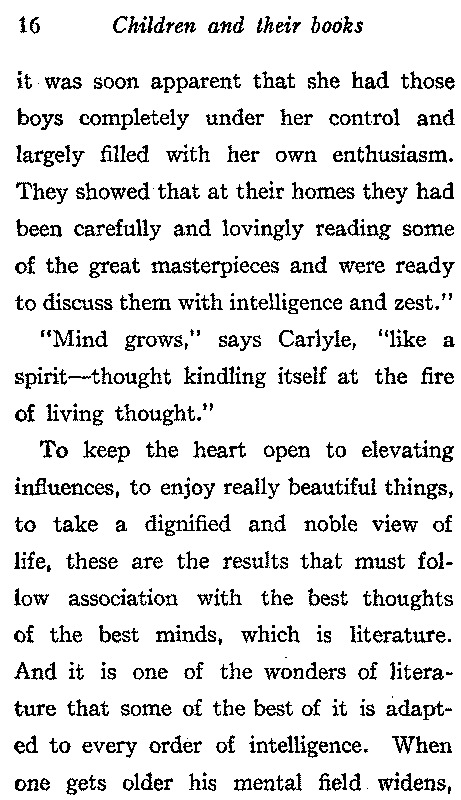 16 Children and their books
it was soon apparent that she had those
boys completely under her control and
largely filled with her own enthusiasm.
They showed that at their homes they had
been carefully and lovingly reading some
of the great masterpieces and were ready
to discuss them with intelligence and zest."
"Mind grows," says Carlyle, "like a
spirit—thought kindling itself at the fire
of living thought."
To keep the heart open to elevating
influences, to enjoy really beautiful things,
to take a dignified and noble view of
life, these are the results that must fol-
low association with the best thoughts
of the best minds, which is literature.
And it is one of the wonders of litera-
ture that some of the best of it is adapt-
ed to every order of intelligence. When
one gets older his mental field widens,